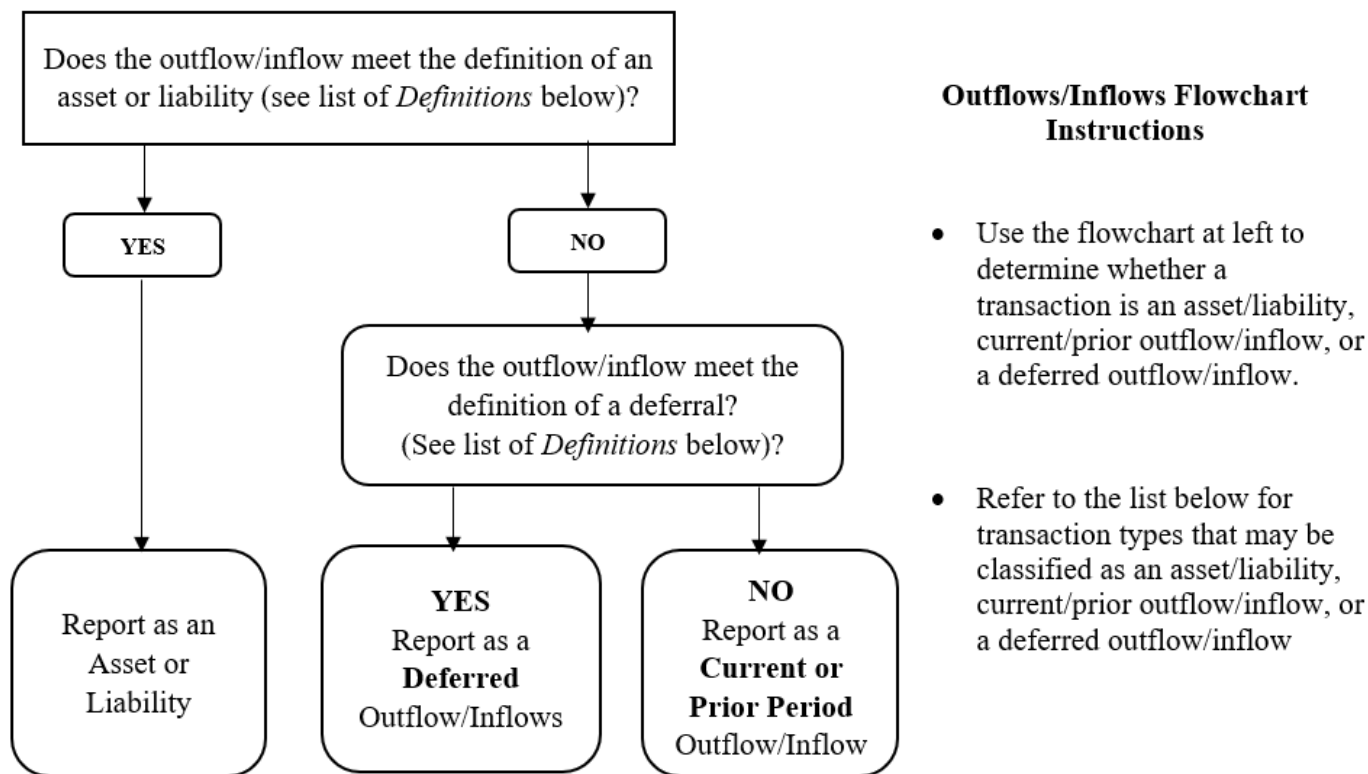 Does the outflow/inflow meet the definition of an
asset or liability (see list of Definitions below)?
YES
NO
Does the outflow/inflow meet the
definition of a deferral?
(See list of Definitions below)?
Report as an
Asset or
Liability
YES
Report as a
Deferred
Outflow/Inflows
NO
Report as a
Current or
Prior Period
Outflow/Inflow
Outflows/Inflows Flowchart
Instructions
• Use the flowchart at left to
determine whether a
transaction is an asset/liability,
current/prior outflow/inflow, or
a deferred outflow/inflow.
• Refer to the list below for
transaction types that may be
classified as an asset/liability,
current/prior outflow/inflow, or
a deferred outflow/inflow